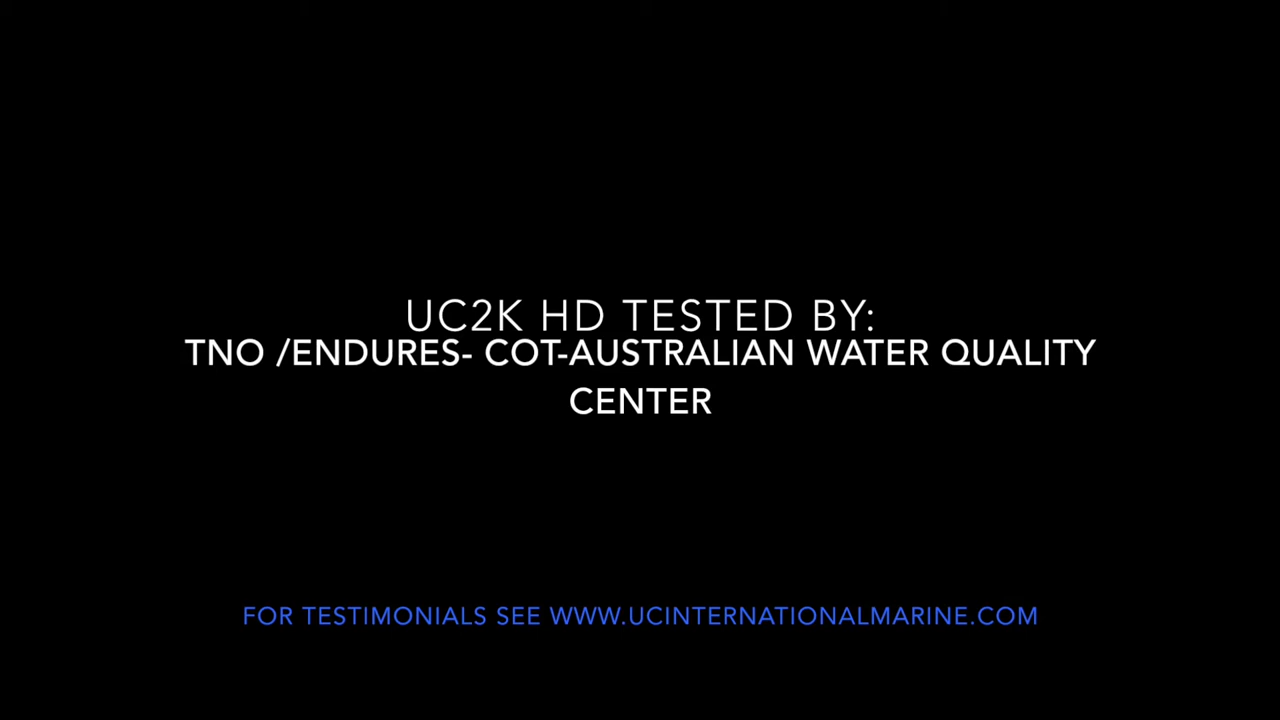 UC2K HD TESTED BY:
TNO /ENDURES- COT-AUSTRALIAN WATER QUALITY
CENTER
FOR TESTIMONIALS SEE WWW.UCINTERNATIONALMARINE.COM